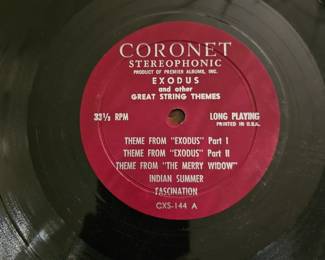 CORONET
STEREOPHONIC
PRODUCT OF PREMIER ALBUMS, INC.
EXODUS
and other
GREAT STRING THEMES
33⅓ RPM
LONG PLAYING
PRINTED IN U.S.A.
THEME FROM "EXODUS" Part I
THEME FROM "EXODUS" Part II
THEME FROM "THE MERRY WIDOW"
INDIAN SUMMER
FASCINATION
CXS-144 A